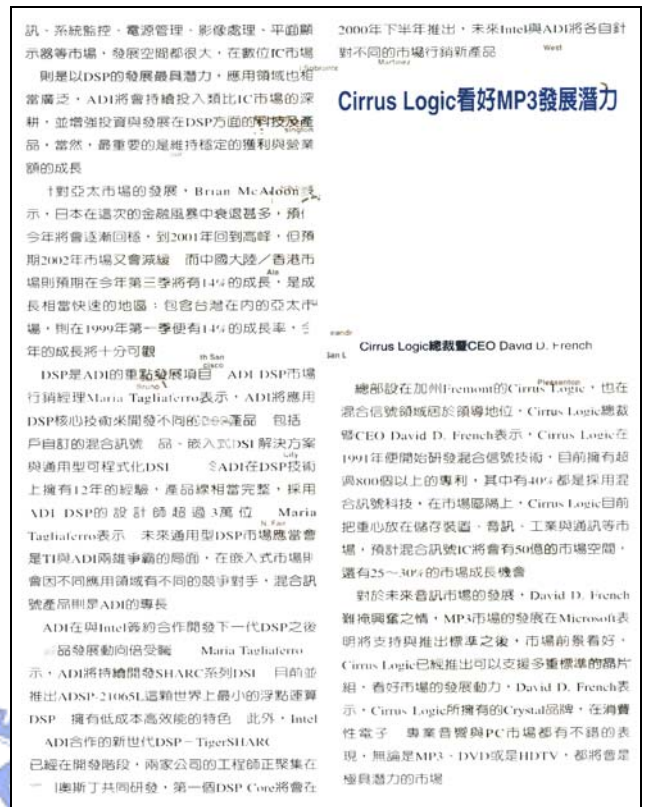 訊、系統監控、電源管理、影像處理、平面顯
示器等市場，發展空間都很大，在數位IC市場
則是以DSP的發展最具潛力，應用領域也相
當廣泛，ADI將會持續投入類比IC市場的深
耕，並增強投資與發展在DSP方面的科技及產
品，當然，最重要的是維持穩定的獲利與營業
額的成長
對亞太市場的發展，Brian McAloon
示，日本在這次的金融風暴中衰退甚多，預
今年將會逐漸回穩，到2001年回到高峰，但預
期2002年市場又會減緩 而中國大陸／香港市
場則預期在今年第三季將有14%的成長，是成
長相當快速的地區；包含台灣在內的亞太市
場，則在1999年第一季便有14%的成長率，
年的成長將十分可觀
DSP是ADI的重點發展項目 ADI DSP市場
行銷經理Maria Tagliaferro表示，ADI將應用
DSP核心技術來開發不同的 產品 包括
戶自訂的混合訊號 品、嵌入式DSP解決方案
與通用型可程式化DSP ADI在DSP技術
上擁有12年的經驗，產品線相當完整，採用
ADI DSP的設計師超過3萬位 Maria
Tagliaferro表示 未來通用型DSP市場應當會
是TI與ADI兩雄爭霸的局面，在嵌入式市場則
會因不同應用領域有不同的競爭對手，混合訊
號產品則是ADI的專長
ADI在與Intel簽約合作開發下一代DSP之後
品發展動向倍受矚 Maria Tagliaferro
示，ADI將持續開發SHARC系列DSP 目前並
推出ADSP-21065L這顆世界上最小的浮點運算
DSP 擁有低成本高效能的特色 此外，Intel
ADI合作的新世代DSP－TigerSHARC
已經在開發階段，兩家公司的工程師正聚集在
奧斯丁共同研發，第一個DSP Core將會在
2000年下半年推出，未來Intel與ADI將各自針
對不同的市場行銷新產品
West
Martinez
Cirrus Logic看好MP3發展潛力
Cirrus Logic總裁暨CEO David D. French
總部設在加州Fremont的Cirrus Logic，也在
混合信號領域居於領導地位，Cirrus Logic總裁
暨CEO David D. French表示，Cirrus Logic在
1991年便開始研發混合信號技術，目前擁有超
過800個以上的專利，其中有40%都是採用混
合訊號科技，在市場區隔上，Cirrus Logic目前
把重心放在儲存裝置、音訊、工業與通訊等市
場，預計混合訊號IC將會有50億的市場空間，
還有25～30%的市場成長機會
對於未來音訊市場的發展，David D. French
難掩興奮之情，MP3市場的發展在Microsoft表
明將支持與推出標準之後，市場前景看好，
Cirrus Logic已經推出可以支援多重標準的晶片
組，看好市場的發展動力，David D. French表
示，Cirrus Logic所擁有的Crystal品牌，在消費
性電子 專業音響與PC市場都有不錯的表
現，無論是MP3、DVD或是HDTV，都將會是
極具潛力的市場